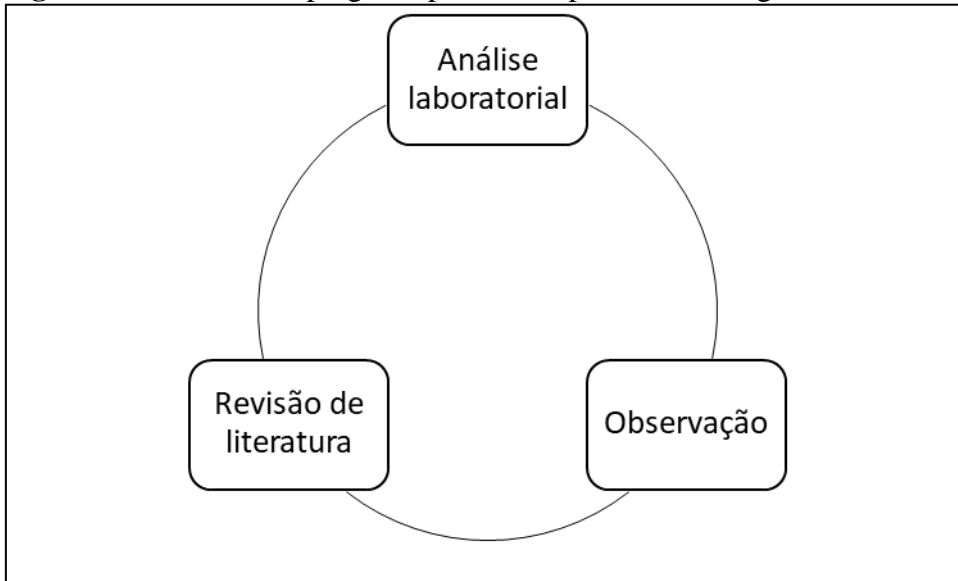 Análise
laboratorial
Revisão de
literatura
Observação